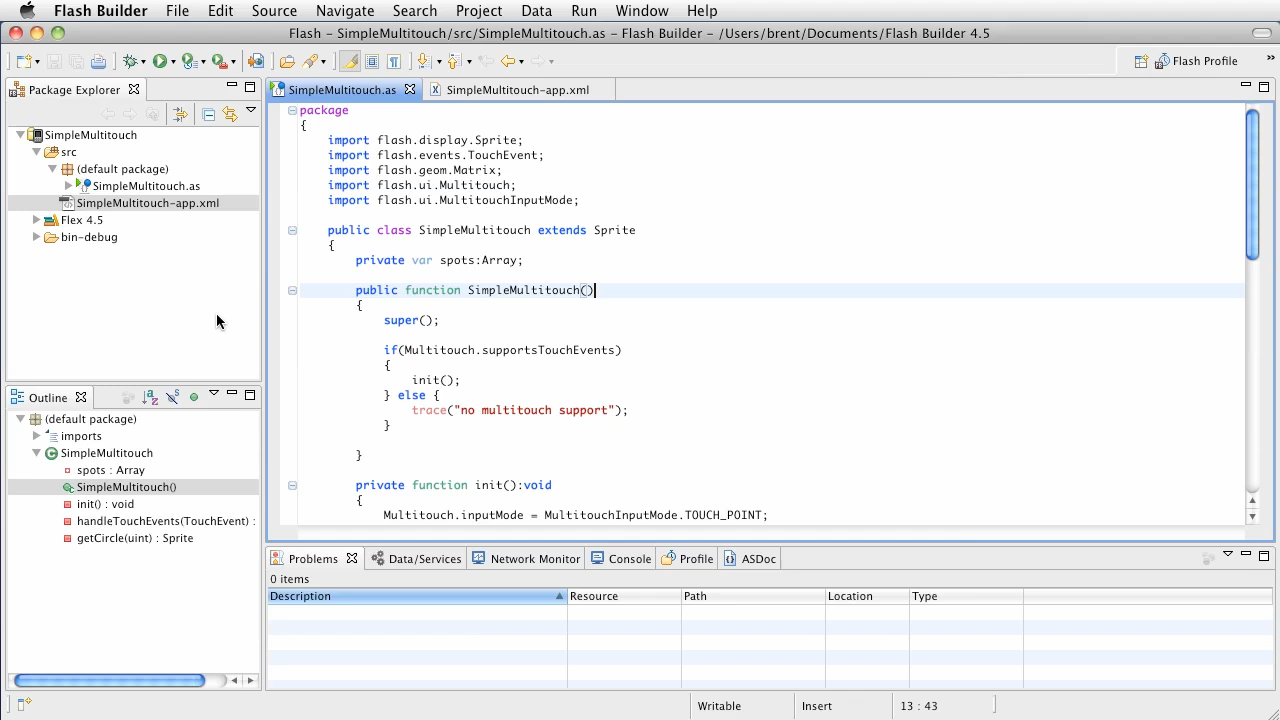 Flash Builder File Edit Source Navigate Search Project Data Run Window Help
Flash – SimpleMultitouch/src/SimpleMultitouch.as – Flash Builder – /Users/brent/Documents/Flash Builder 4.5
Flash Profile »
Package Explorer
SimpleMultitouch
src
(default package)
SimpleMultitouch.as
SimpleMultitouch-app.xml
Flex 4.5
bin-debug
Outline
(default package)
imports
SimpleMultitouch
spots : Array
SimpleMultitouch()
init() : void
handleTouchEvents(TouchEvent) :
getCircle(uint) : Sprite
SimpleMultitouch.as SimpleMultitouch-app.xml
package
{
import flash.display.Sprite;
import flash.events.TouchEvent;
import flash.geom.Matrix;
import flash.ui.Multitouch;
import flash.ui.MultitouchInputMode;
public class SimpleMultitouch extends Sprite
{
private var spots:Array;
public function SimpleMultitouch()
{
super();
if(Multitouch.supportsTouchEvents)
{
init();
} else {
trace("no multitouch support");
}
}
private function init():void
{
Multitouch.inputMode = MultitouchInputMode.TOUCH_POINT;
Problems Data/Services Network Monitor Console Profile ASDoc
0 items
Description Resource Path Location Type
Writable Insert 13 : 43